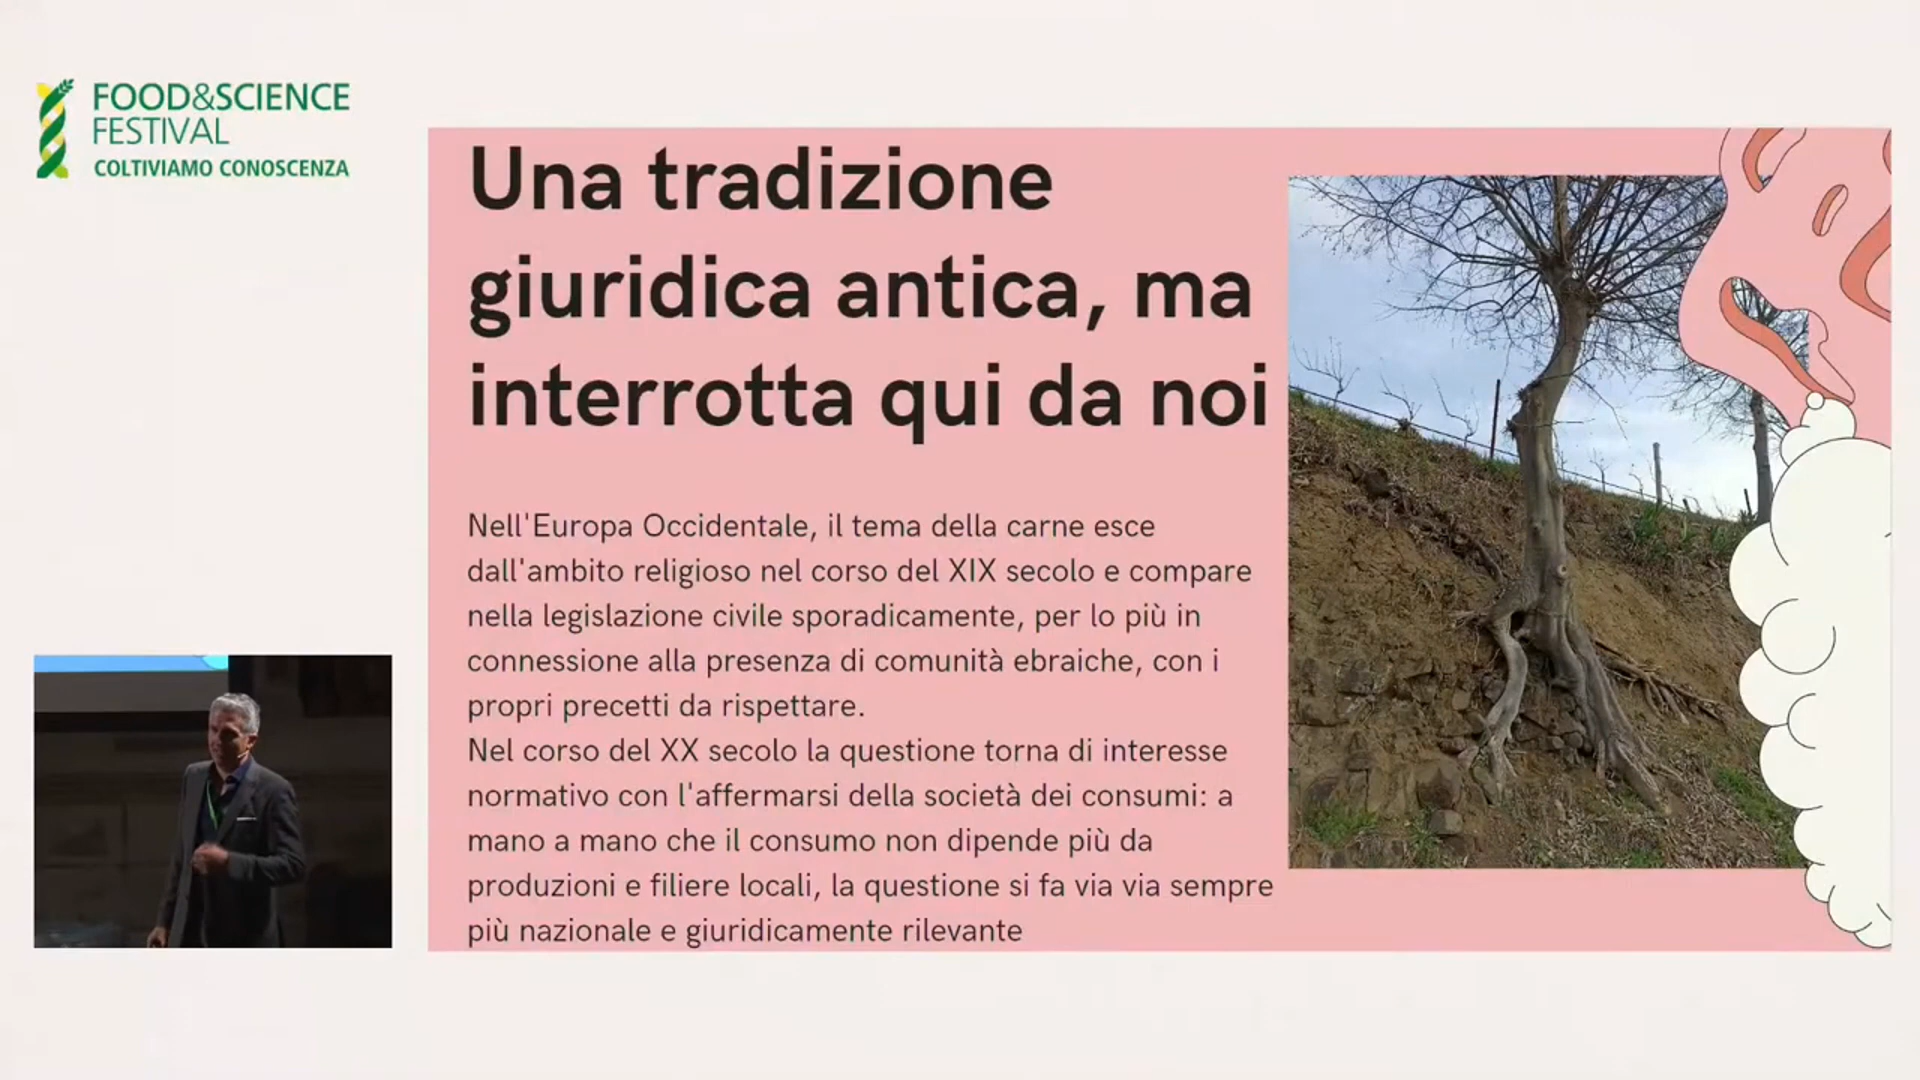 FOOD&SCIENCE
FESTIVAL
COLTIVIAMO CONOSCENZA
Una tradizione
giuridica antica, ma
interrotta qui da noi
Nell'Europa Occidentale, il tema della carne esce
dall'ambito religioso nel corso del XIX secolo e compare
nella legislazione civile sporadicamente, per lo più in
connessione alla presenza di comunità ebraiche, con i
propri precetti da rispettare.
Nel corso del XX secolo la questione torna di interesse
normativo con l'affermarsi della società dei consumi: a
mano a mano che il consumo non dipende più da
produzioni e filiere locali, la questione si fa via via sempre
più nazionale e giuridicamente rilevante